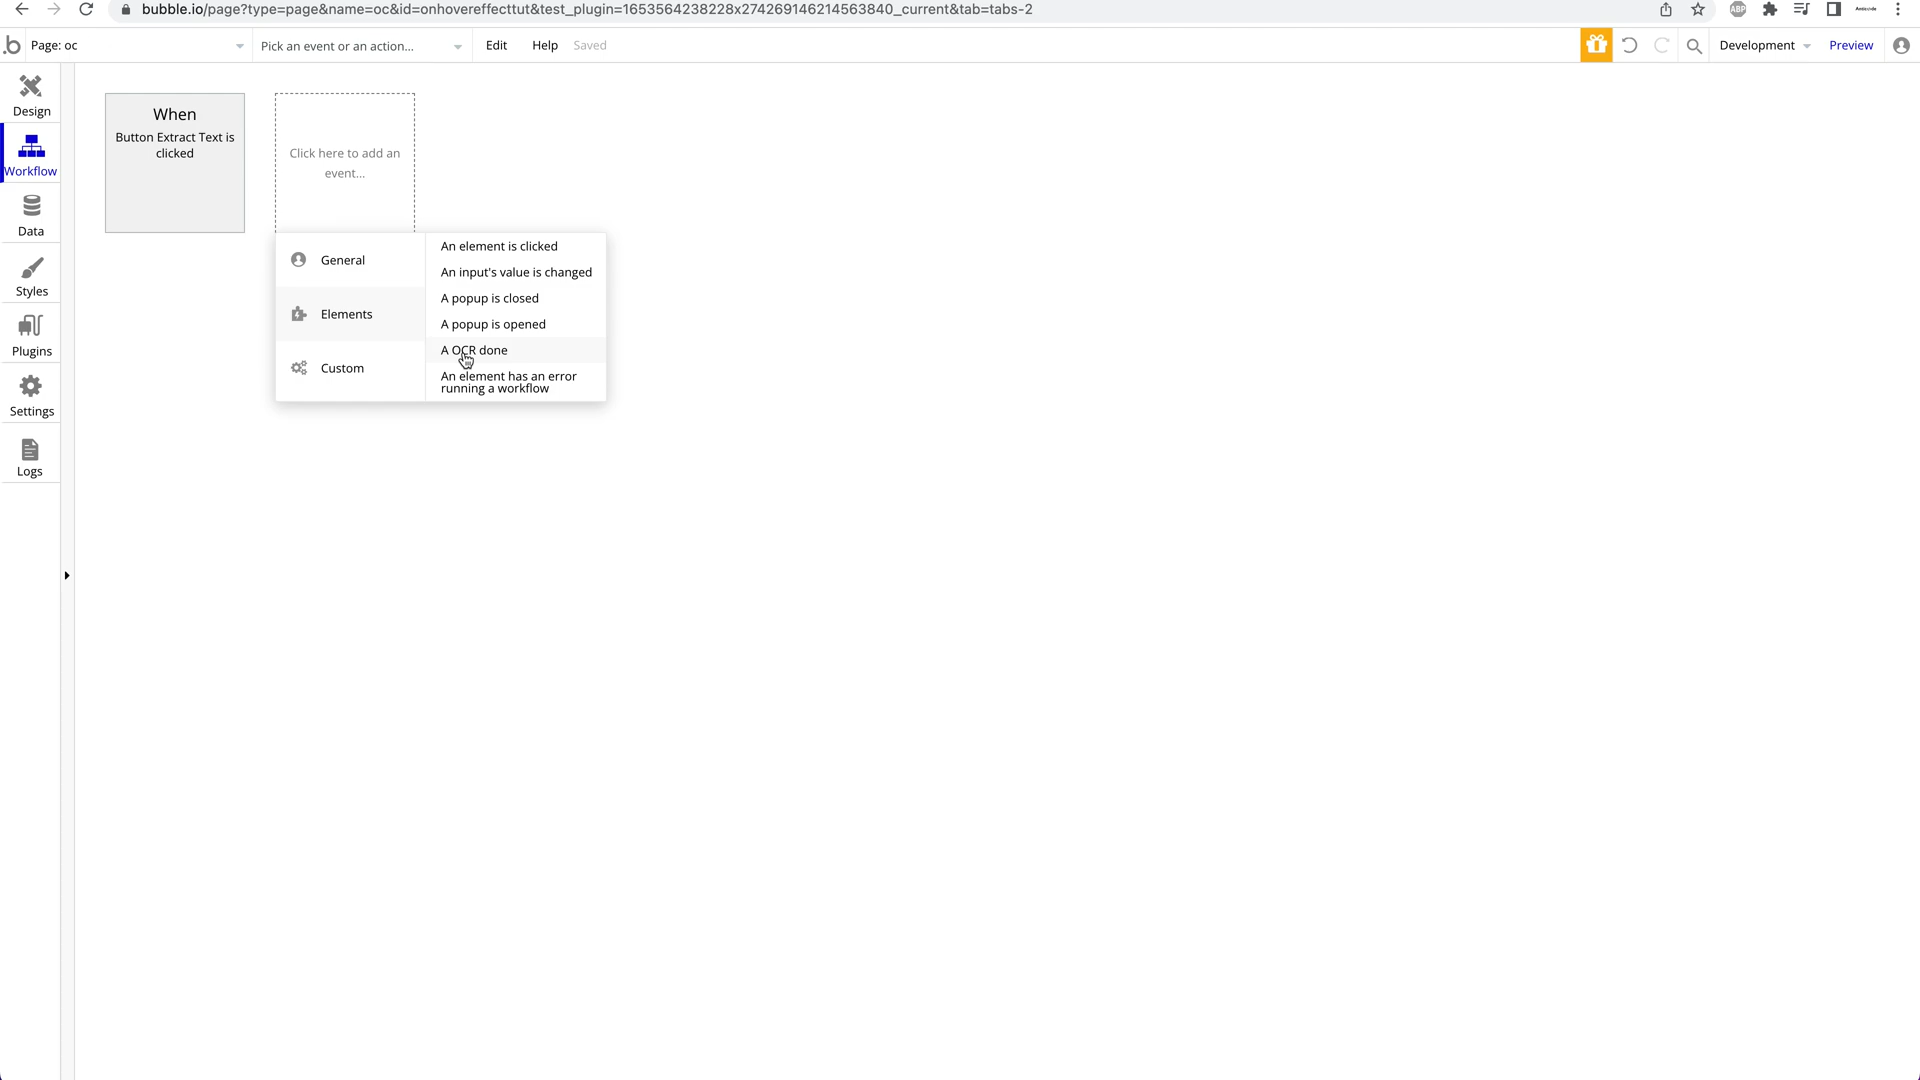 bubble.io/page?type=page&name=oc&id=onhovereffecttut&test_plugin=1653564238228x274269146214563840_current&tab=tabs-2
ABP
.b Page: oc Pick an event or an action... Edit Help Saved Development Preview
Design
Workflow
Data
Styles
Plugins
Settings
Logs
When
Button Extract Text is
clicked
Click here to add an
event...
General
Elements
Custom
An element is clicked
An input's value is changed
A popup is closed
A popup is opened
A OCR done
An element has an error
running a workflow